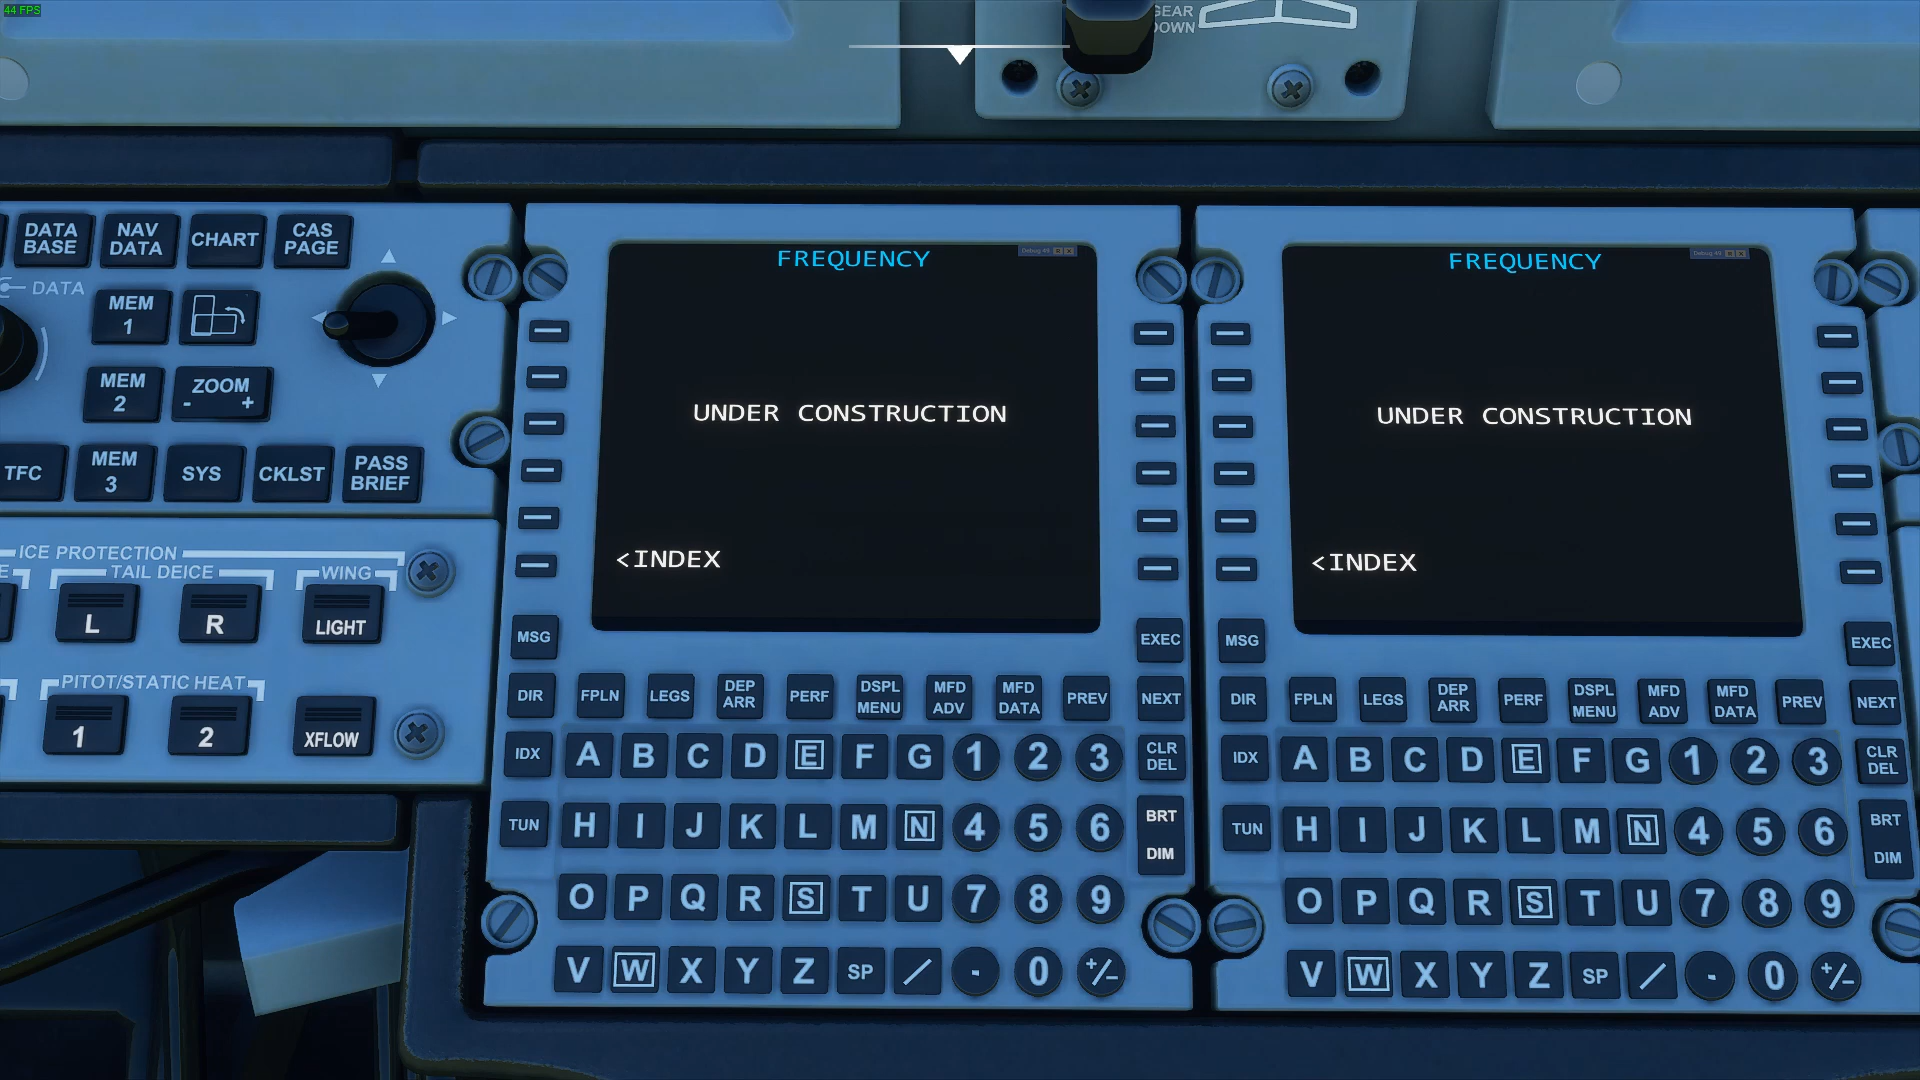 44 FPS
GEAR
DOWN
DATA
BASE
NAV
DATA
CHART
CAS
PAGE
DATA
MEM
1
MEM
2
ZOOM
- +
TFC
MEM
3
SYS
CKLST
PASS
BRIEF
ICE PROTECTION
TAIL DEICE
WING
L
R
LIGHT
PITOT/STATIC HEAT
1
2
XFLOW
FREQUENCY
UNDER CONSTRUCTION
<INDEX
MSG
EXEC
DIR
FPLN
LEGS
DEP
ARR
PERF
DSPL
MENU
MFD
ADV
MFD
DATA
PREV
NEXT
IDX
A B C D E F G 1 2 3
CLR
DEL
TUN
H I J K L M N 4 5 6
BRT
DIM
O P Q R S T U 7 8 9
V W X Y Z SP / . 0 +/-
FREQUENCY
UNDER CONSTRUCTION
<INDEX
MSG
EXEC
DIR
FPLN
LEGS
DEP
ARR
PERF
DSPL
MENU
MFD
ADV
MFD
DATA
PREV
NEXT
IDX
A B C D E F G 1 2 3
CLR
DEL
TUN
H I J K L M N 4 5 6
BRT
DIM
O P Q R S T U 7 8 9
V W X Y Z SP / . 0 +/-